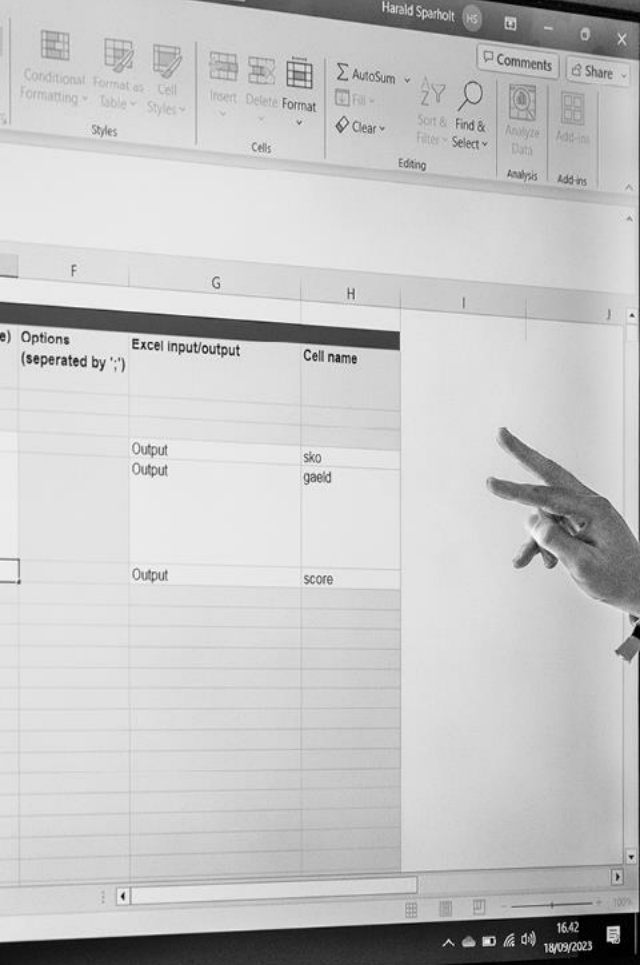 Harald Sparholt HS
Comments Share
Conditional Formatting
Format as Table
Cell Styles
Insert Delete Format
AutoSum
Fill
Clear
Sort & Filter
Find & Select
Analyze Data
Add-ins
Styles
Cells
Editing
Analysis
Add-ins
F G H I J
e) Options (seperated by ';') Excel input/output Cell name
Output sko
Output gaeld
Output score
100%
16.42
18/09/2023